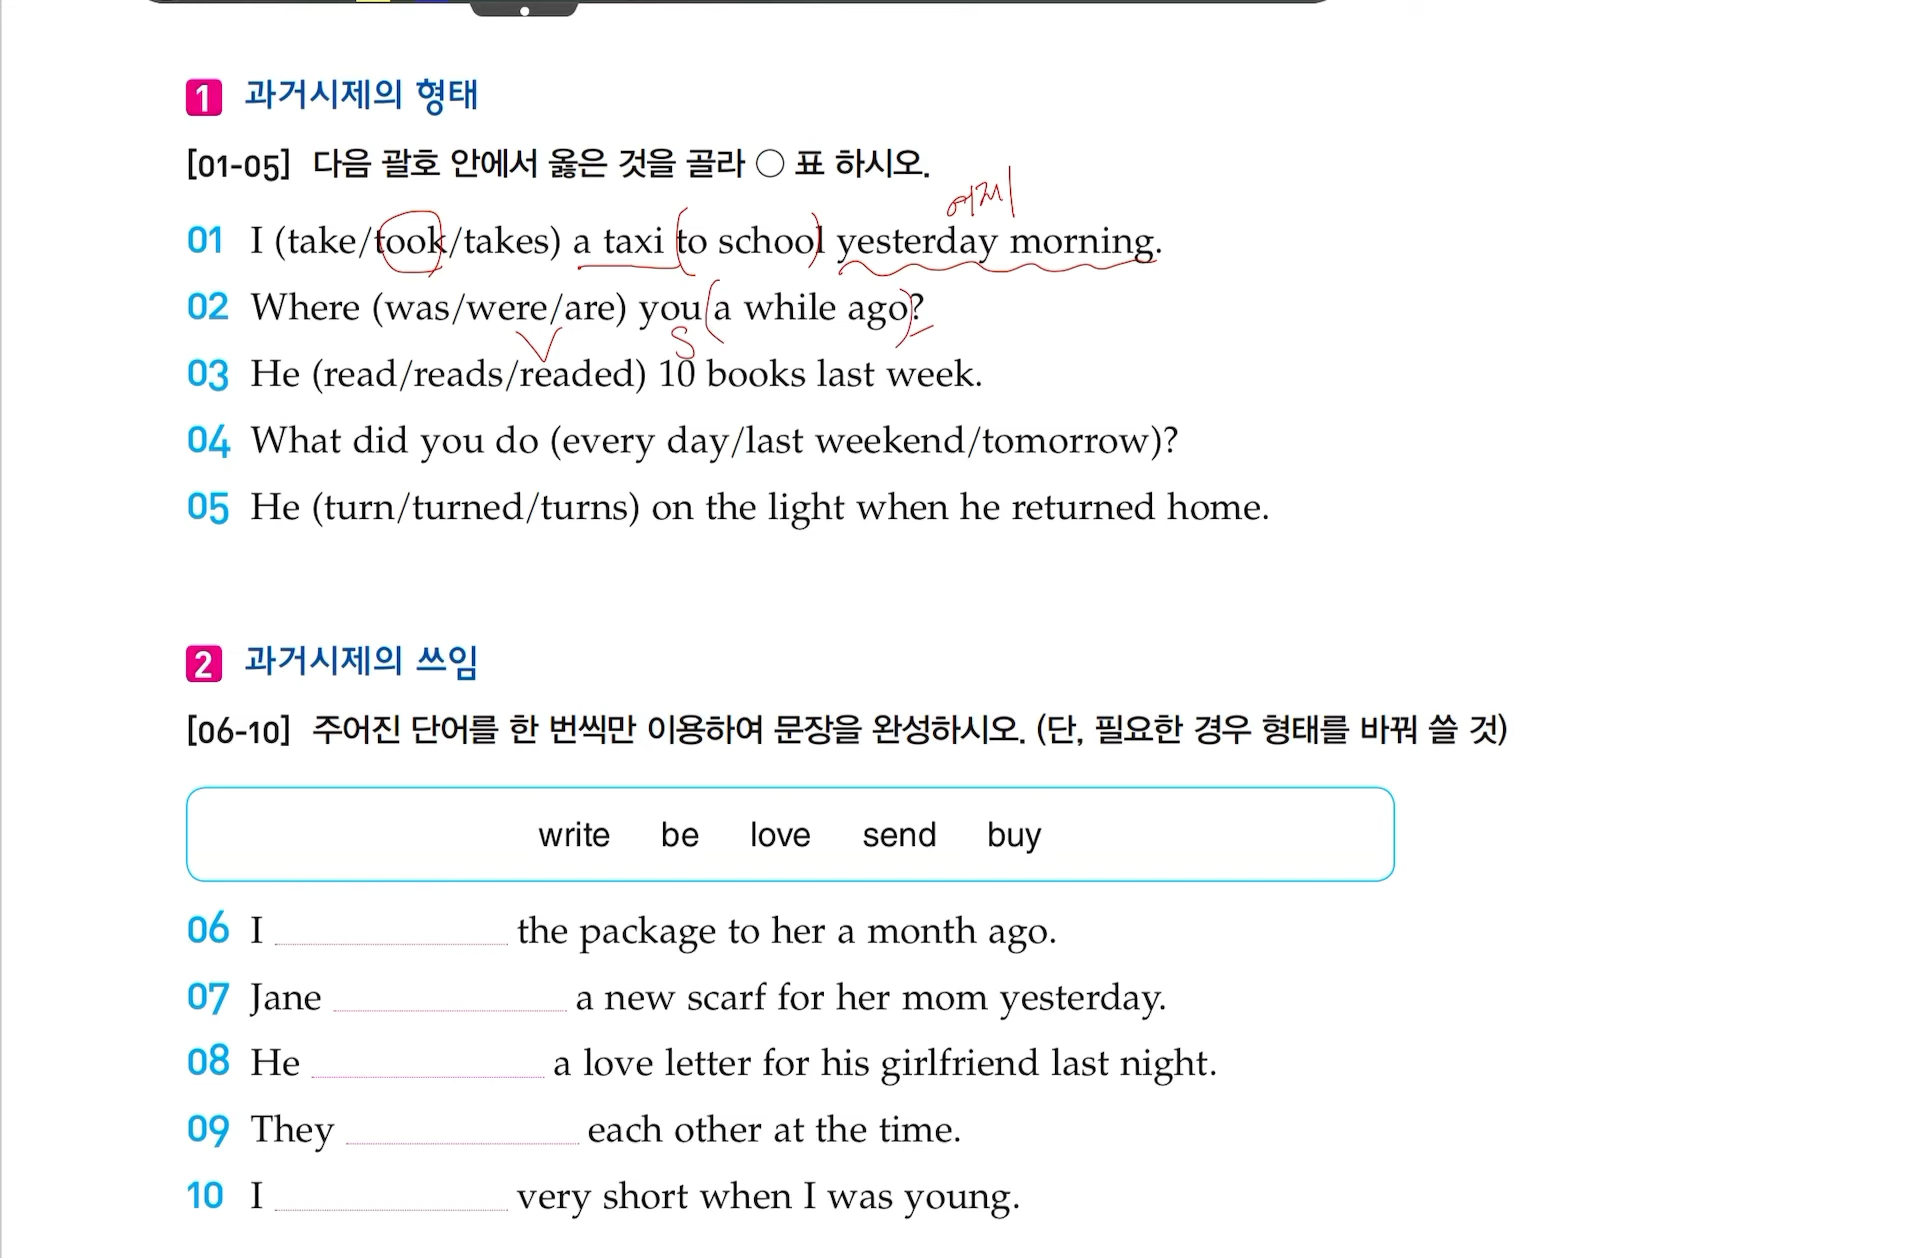 1 과거시제의 형태
[01-05] 다음 괄호 안에서 옳은 것을 골라 ○ 표 하시오.
어제
01 I (take/took/takes) a taxi (to school) yesterday morning.
02 Where (was/were/are) you (a while ago)?
V S
03 He (read/reads/readed) 10 books last week.
04 What did you do (every day/last weekend/tomorrow)?
05 He (turn/turned/turns) on the light when he returned home.
2 과거시제의 쓰임
[06-10] 주어진 단어를 한 번씩만 이용하여 문장을 완성하시오. (단, 필요한 경우 형태를 바꿔 쓸 것)
write be love send buy
06 I the package to her a month ago.
07 Jane a new scarf for her mom yesterday.
08 He a love letter for his girlfriend last night.
09 They each other at the time.
10 I very short when I was young.